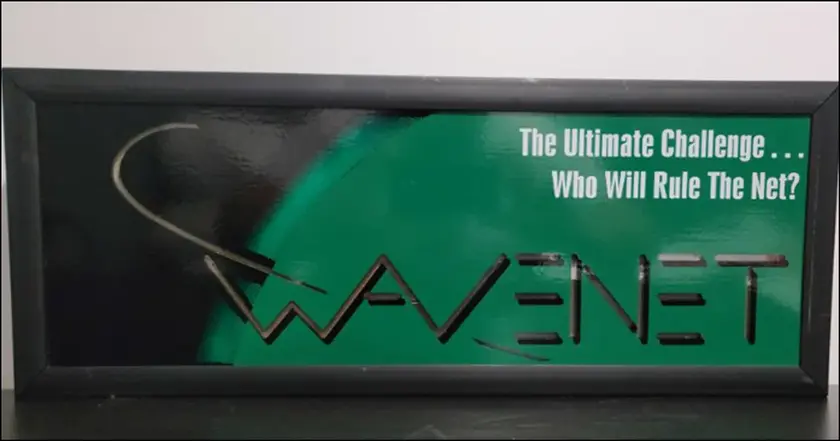 The Ultimate Challenge . . .
Who Will Rule The Net?
WAVENET